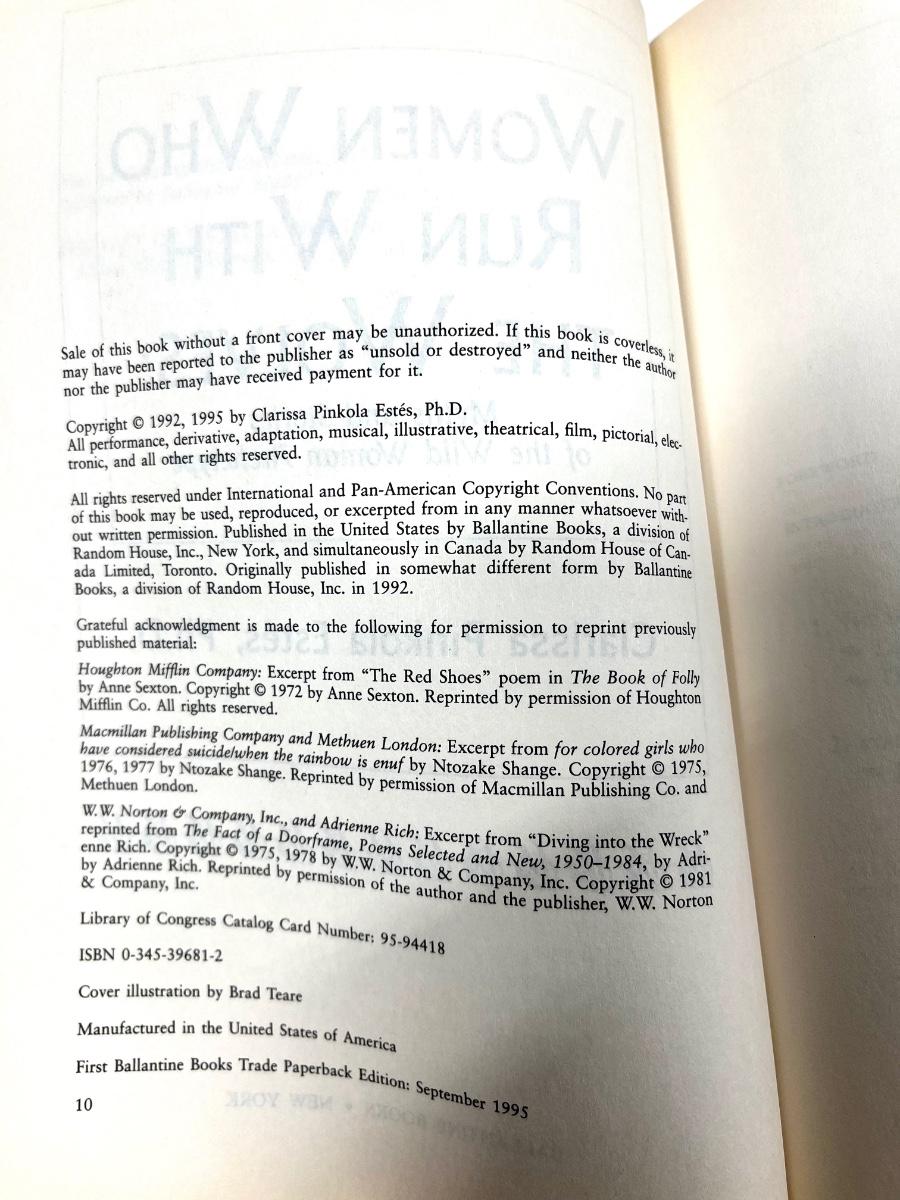 WOMEN WHO
RUN WITH
Sale of this book without a front cover may be unauthorized. If this book is coverless, it
may have been reported to the publisher as “unsold or destroyed” and neither the author
nor the publisher may have received payment for it.
Copyright © 1992, 1995 by Clarissa Pinkola Estés, Ph.D.
All performance, derivative, adaptation, musical, illustrative, theatrical, film, pictorial, elec-
tronic, and all other rights reserved.
of the Wild Woman
All rights reserved under International and Pan-American Copyright Conventions. No part
of this book may be used, reproduced, or excerpted from in any manner whatsoever with-
out written permission. Published in the United States by Ballantine Books, a division of
Random House, Inc., New York, and simultaneously in Canada by Random House of Can-
ada Limited, Toronto. Originally published in somewhat different form by Ballantine
Books, a division of Random House, Inc. in 1992.
Grateful acknowledgment is made to the following for permission to reprint previously
published material:
Clarissa Pinkola Estés, P
Houghton Mifflin Company: Excerpt from “The Red Shoes” poem in The Book of Folly
by Anne Sexton. Copyright © 1972 by Anne Sexton. Reprinted by permission of Houghton
Mifflin Co. All rights reserved.
Macmillan Publishing Company and Methuen London: Excerpt from for colored girls who
have considered suicide/when the rainbow is enuf by Ntozake Shange. Copyright © 1975,
1976, 1977 by Ntozake Shange. Reprinted by permission of Macmillan Publishing Co. and
Methuen London.
W.W. Norton & Company, Inc., and Adrienne Rich: Excerpt from “Diving into the Wreck”
reprinted from The Fact of a Doorframe, Poems Selected and New, 1950–1984, by Adri-
enne Rich. Copyright © 1975, 1978 by W.W. Norton & Company, Inc. Copyright © 1981
by Adrienne Rich. Reprinted by permission of the author and the publisher, W.W. Norton
& Company, Inc.
Library of Congress Catalog Card Number: 95-94418
ISBN 0-345-39681-2
Cover illustration by Brad Teare
Manufactured in the United States of America
First Ballantine Books Trade Paperback Edition: September 1995
10
BOOKS • NEW YORK